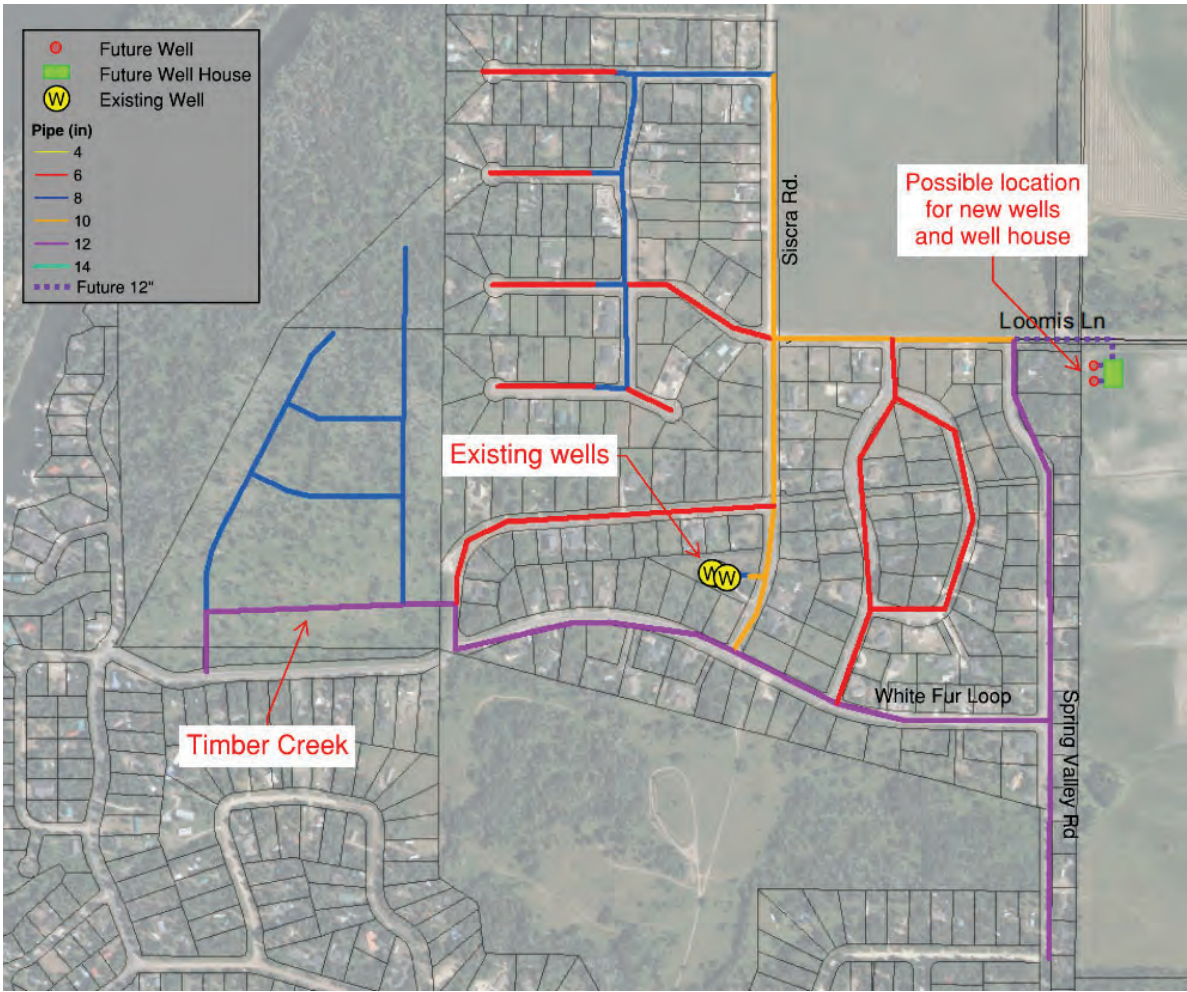 Future Well
Future Well House
W Existing Well
Pipe (in)
4
6
8
10
12
14
Future 12"
Siscra Rd.
Possible location
for new wells
and well house
Loomis Ln
Existing wells
W W
White Fur Loop
Spring Valley Rd
Timber Creek